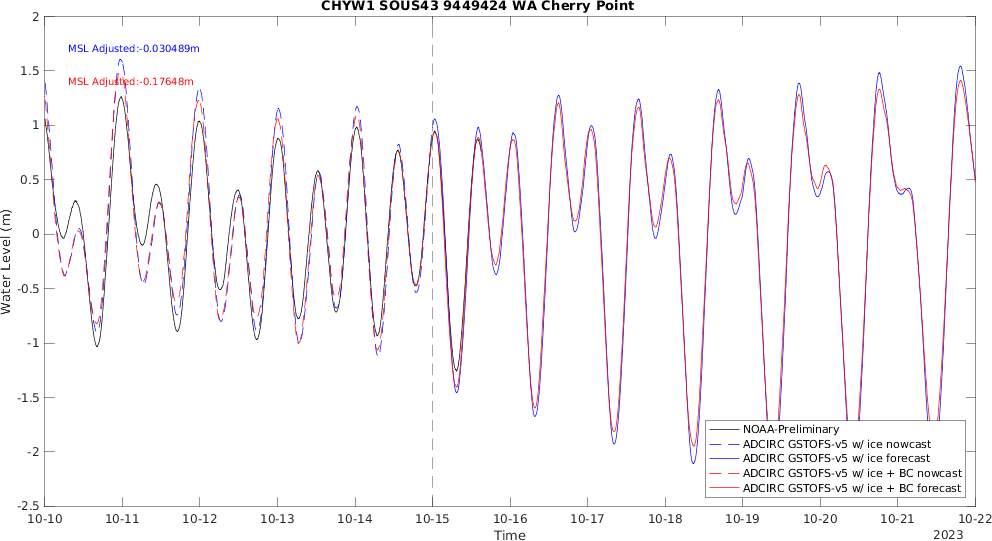 CHYW1 SOUS43 9449424 WA Cherry Point
MSL Adjusted:-0.030489m
MSL Adjusted:-0.17648m
Water Level (m)
2
1.5
1
0.5
0
-0.5
-1
-1.5
-2
-2.5
NOAA-Preliminary
ADCIRC GSTOFS-v5 w/ ice nowcast
ADCIRC GSTOFS-v5 w/ ice forecast
ADCIRC GSTOFS-v5 w/ ice + BC nowcast
ADCIRC GSTOFS-v5 w/ ice + BC forecast
10-10 10-11 10-12 10-13 10-14 10-15 10-16 10-17 10-18 10-19 10-20 10-21 10-22
Time
2023